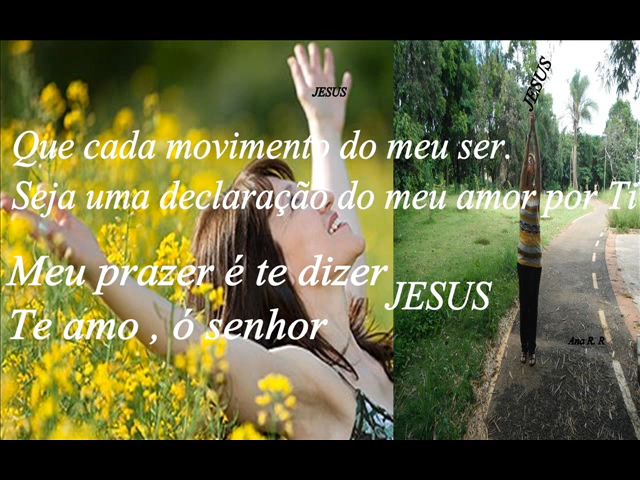 JESUS
JESUS
Que cada movimento do meu ser.
Seja uma declaração do meu amor por Ti
Meu prazer é te dizer
JESUS
Te amo , ó senhor
Ana R. R